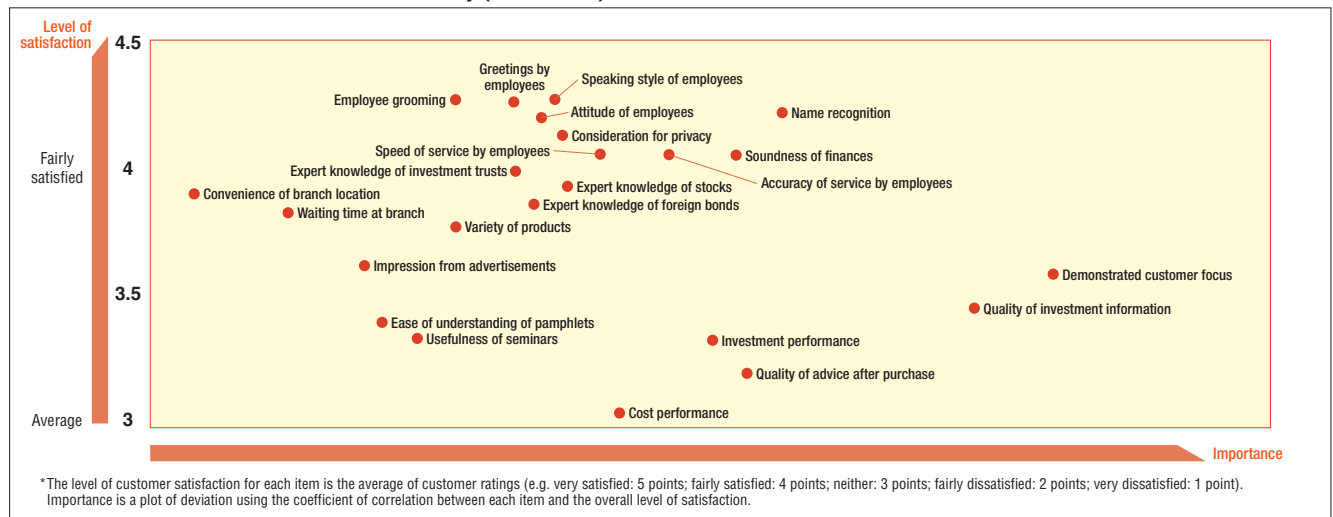 Level of
satisfaction
4.5
Greetings by
employees
Speaking style of employees
Employee grooming
Attitude of employees
Name recognition
Consideration for privacy
Speed of service by employees
Soundness of finances
Fairly
satisfied
4
Expert knowledge of investment trusts
Accuracy of service by employees
Expert knowledge of stocks
Convenience of branch location
Expert knowledge of foreign bonds
Waiting time at branch
Variety of products
Impression from advertisements
Demonstrated customer focus
3.5
Quality of investment information
Ease of understanding of pamphlets
Usefulness of seminars
Investment performance
Quality of advice after purchase
Average
3
Cost performance
Importance
*The level of customer satisfaction for each item is the average of customer ratings (e.g. very satisfied: 5 points; fairly satisfied: 4 points; neither: 3 points; fairly dissatisfied: 2 points; very dissatisfied: 1 point).
Importance is a plot of deviation using the coefficient of correlation between each item and the overall level of satisfaction.